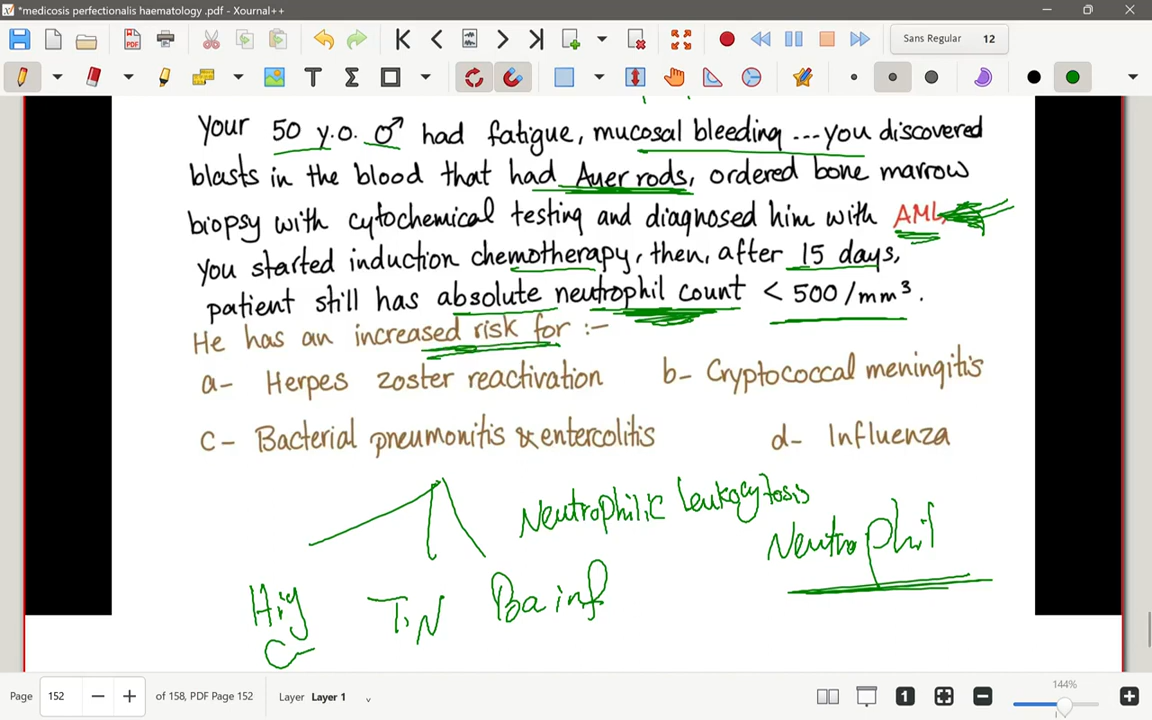 *medicosis perfectionalis haematology .pdf - Xournal++
Sans Regular 12
Your 50 y.o. ♂ had fatigue, mucosal bleeding ...you discovered
blasts in the blood that had Auer rods, ordered bone marrow
biopsy with cytochemical testing and diagnosed him with AML,
you started induction chemotherapy, then, after 15 days,
patient still has absolute neutrophil count < 500/mm³.
He has an increased risk for :-
a- Herpes zoster reactivation b- Cryptococcal meningitis
c- Bacterial pneumonitis & entercolitis d- Influenza
Neutrophilic leukocytosis
Neutrophil
T.N Ba inf
Page 152 of 158, PDF Page 152 Layer Layer 1
144%